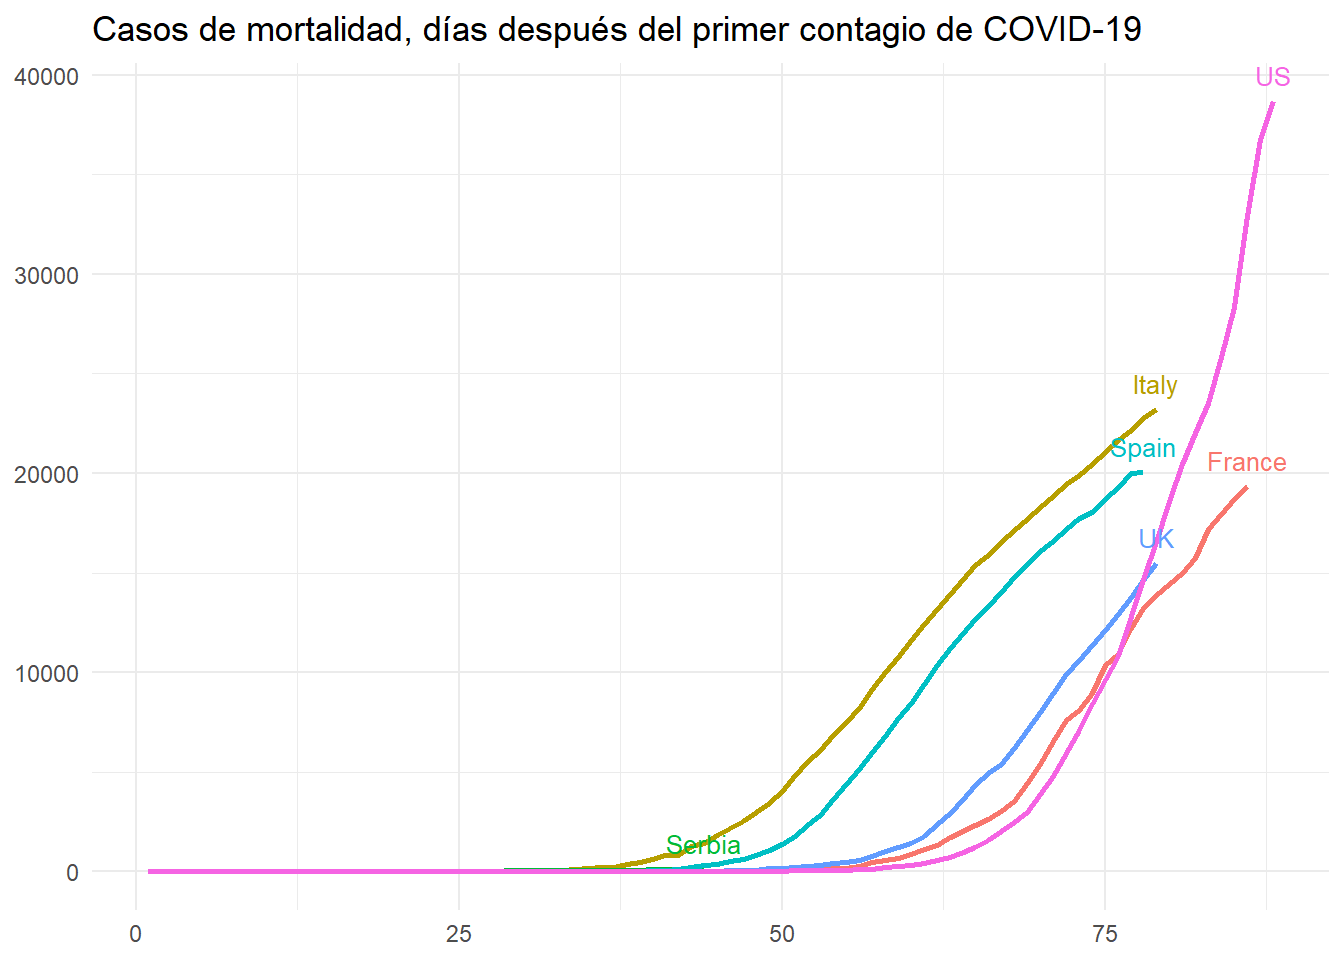 Casos de mortalidad, días después del primer contagio de COVID-19
40000
US
30000
Italy
Spain
20000
France
UK
10000
Serbia
0
0 25 50 75